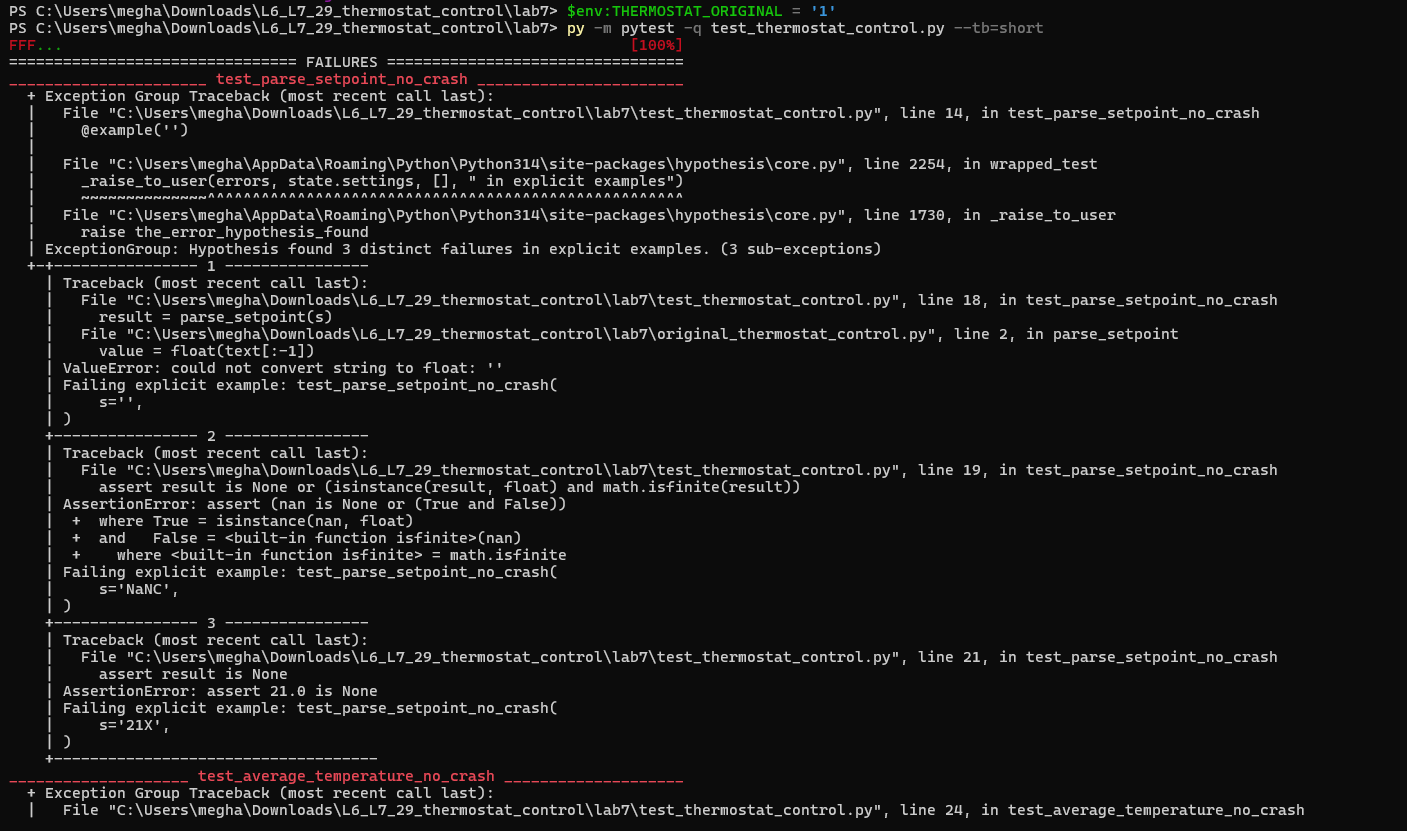 PS C:\Users\megha\Downloads\L6_L7_29_thermostat_control\lab7> $env:THERMOSTAT_ORIGINAL = '1'
PS C:\Users\megha\Downloads\L6_L7_29_thermostat_control\lab7> py -m pytest -q test_thermostat_control.py --tb=short
FFF...                                                               [100%]
================================ FAILURES =================================
______________________ test_parse_setpoint_no_crash _______________________
  + Exception Group Traceback (most recent call last):
  |   File "C:\Users\megha\Downloads\L6_L7_29_thermostat_control\lab7\test_thermostat_control.py", line 14, in test_parse_setpoint_no_crash
  |     @example('')
  |
  |   File "C:\Users\megha\AppData\Roaming\Python\Python314\site-packages\hypothesis\core.py", line 2254, in wrapped_test
  |     _raise_to_user(errors, state.settings, [], " in explicit examples")
  |     ~~~~~~~~~~~~~~^^^^^^^^^^^^^^^^^^^^^^^^^^^^^^^^^^^^^^^^^^^^^^^^^^^^^
  |   File "C:\Users\megha\AppData\Roaming\Python\Python314\site-packages\hypothesis\core.py", line 1730, in _raise_to_user
  |     raise the_error_hypothesis_found
  | ExceptionGroup: Hypothesis found 3 distinct failures in explicit examples. (3 sub-exceptions)
  +-+---------------- 1 ----------------
    | Traceback (most recent call last):
    |   File "C:\Users\megha\Downloads\L6_L7_29_thermostat_control\lab7\test_thermostat_control.py", line 18, in test_parse_setpoint_no_crash
    |     result = parse_setpoint(s)
    |   File "C:\Users\megha\Downloads\L6_L7_29_thermostat_control\lab7\original_thermostat_control.py", line 2, in parse_setpoint
    |     value = float(text[:-1])
    | ValueError: could not convert string to float: ''
    | Failing explicit example: test_parse_setpoint_no_crash(
    |     s='',
    | )
    +---------------- 2 ----------------
    | Traceback (most recent call last):
    |   File "C:\Users\megha\Downloads\L6_L7_29_thermostat_control\lab7\test_thermostat_control.py", line 19, in test_parse_setpoint_no_crash
    |     assert result is None or (isinstance(result, float) and math.isfinite(result))
    | AssertionError: assert (nan is None or (True and False))
    |  +  where True = isinstance(nan, float)
    |  +  and   False = <built-in function isfinite>(nan)
    |  +    where <built-in function isfinite> = math.isfinite
    | Failing explicit example: test_parse_setpoint_no_crash(
    |     s='NaNC',
    | )
    +---------------- 3 ----------------
    | Traceback (most recent call last):
    |   File "C:\Users\megha\Downloads\L6_L7_29_thermostat_control\lab7\test_thermostat_control.py", line 21, in test_parse_setpoint_no_crash
    |     assert result is None
    | AssertionError: assert 21.0 is None
    | Failing explicit example: test_parse_setpoint_no_crash(
    |     s='21X',
    | )
    +------------------------------------
____________________ test_average_temperature_no_crash ____________________
  + Exception Group Traceback (most recent call last):
  |   File "C:\Users\megha\Downloads\L6_L7_29_thermostat_control\lab7\test_thermostat_control.py", line 24, in test_average_temperature_no_crash